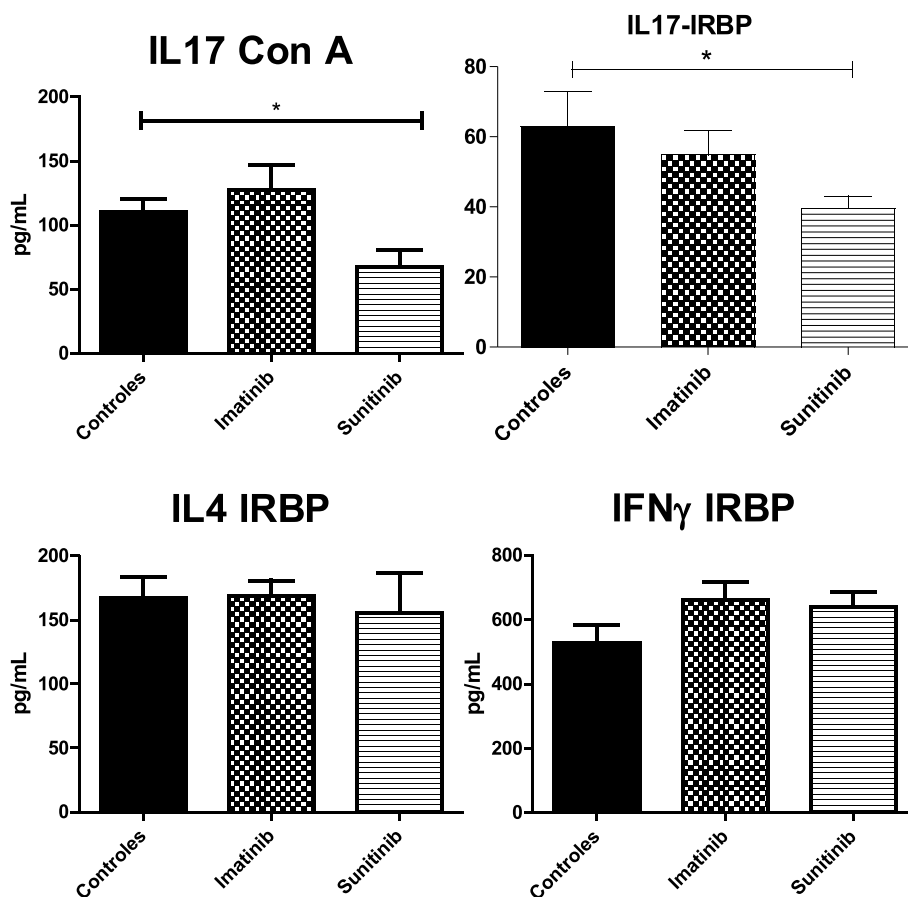 IL17 Con A
*
200
150
100
50
0
pg/mL
Controles
Imatinib
Sunitinib
IL17-IRBP
*
80
60
40
20
0
Controles
Imatinib
Sunitinib
IL4 IRBP
200
150
100
50
0
pg/mL
Controles
Imatinib
Sunitinib
IFNγ IRBP
800
600
400
200
0
pg/mL
Controles
Imatinib
Sunitinib